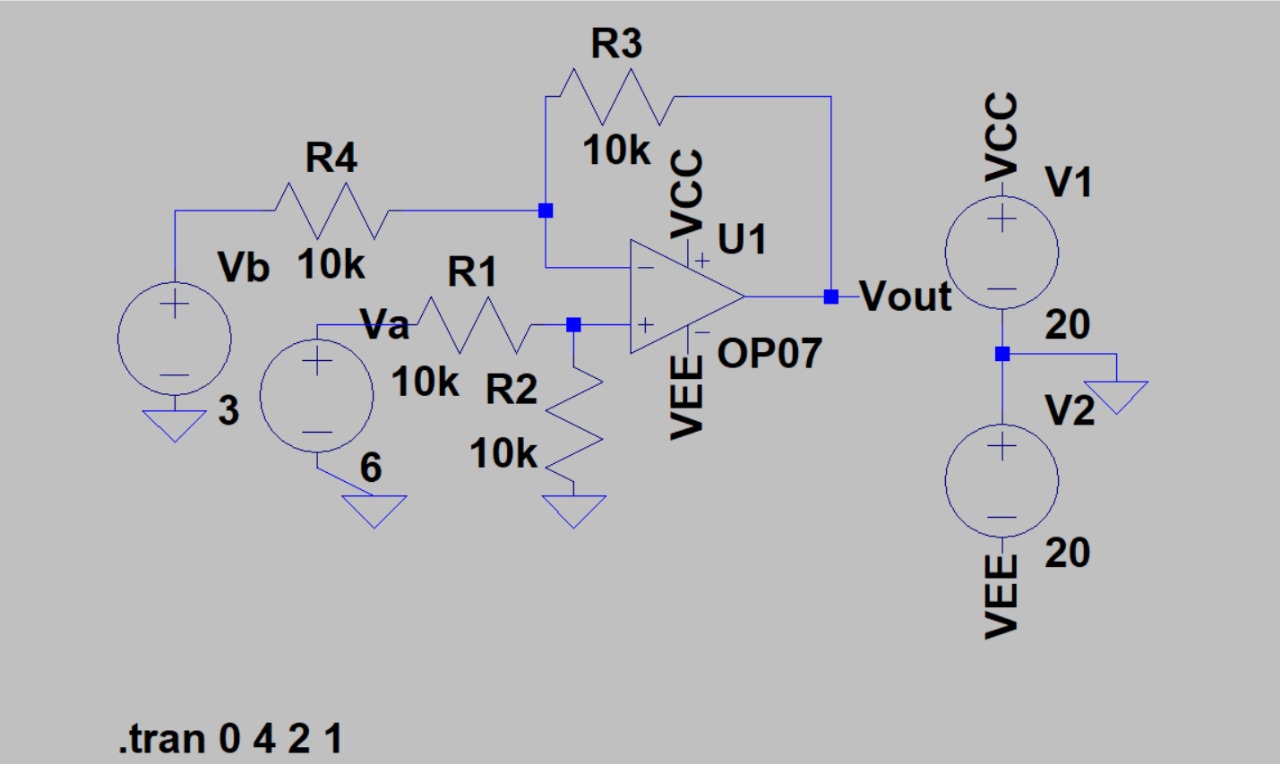 R3
10k
R4
10k
Vb
3
Va
6
R1
10k
R2
10k
VCC
U1
OP07
VEE
Vout
VCC
V1
20
V2
20
VEE
.tran 0 4 2 1